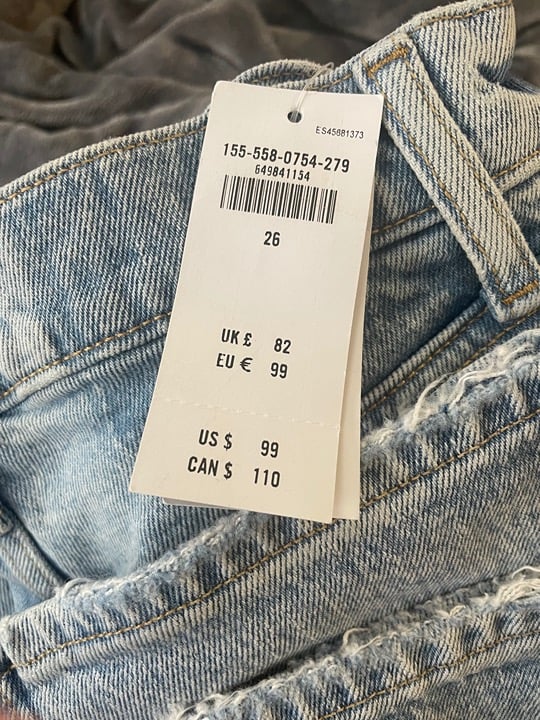 ES45881373
155-558-0754-279
649841154
26
UK £ 82
EU € 99
US $ 99
CAN $ 110